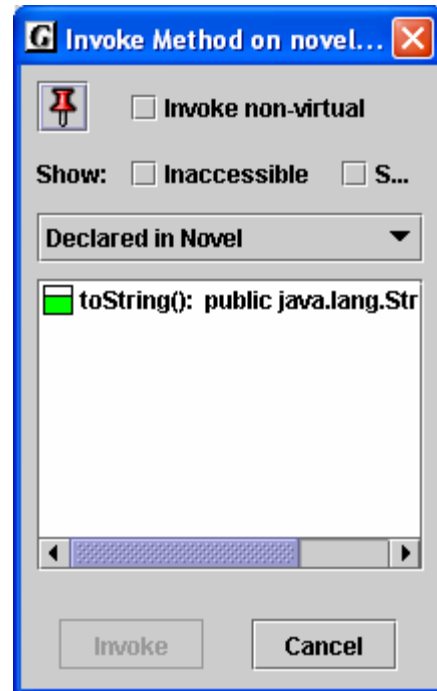 G Invoke Method on novel...
Invoke non-virtual
Show: Inaccessible S...
Declared in Novel
toString(): public java.lang.Str
Invoke Cancel